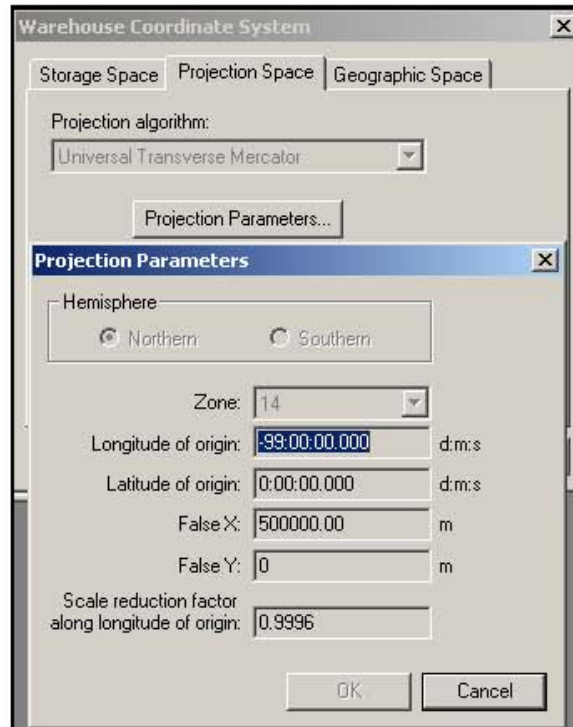 Warehouse Coordinate System
Storage Space Projection Space Geographic Space
Projection algorithm:
Universal Transverse Mercator
Projection Parameters...
Projection Parameters
Hemisphere
Northern Southern
Zone: 14
Longitude of origin: -99:00:00.000 d:m:s
Latitude of origin: 0:00:00.000 d:m:s
False X: 500000.00 m
False Y: 0 m
Scale reduction factor
along longitude of origin: 0.9996
OK Cancel